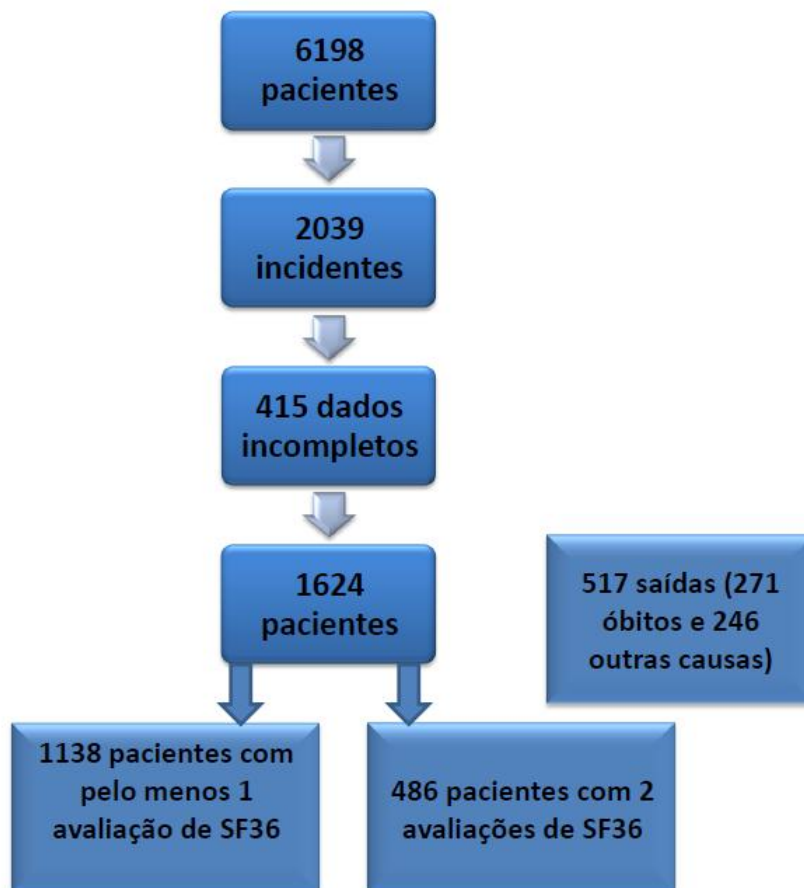 6198
pacientes
2039
incidentes
415 dados
incompletos
1624
pacientes
517 saídas (271
óbitos e 246
outras causas)
1138 pacientes com
pelo menos 1
avaliação de SF36
486 pacientes com 2
avaliações de SF36